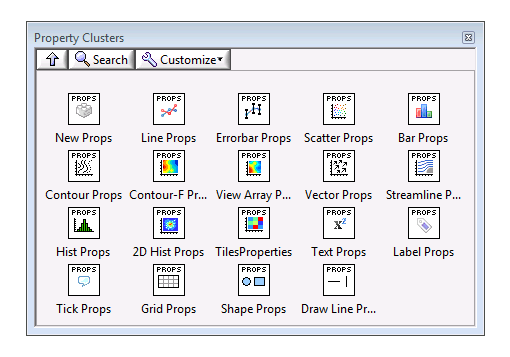 Property Clusters
Search Customize
PROPS PROPS PROPS PROPS PROPS
New Props Line Props Errorbar Props Scatter Props Bar Props
PROPS PROPS PROPS PROPS PROPS
Contour Props Contour-F Pr... View Array P... Vector Props Streamline P...
PROPS PROPS PROPS PROPS PROPS
x²
Hist Props 2D Hist Props TilesProperties Text Props Label Props
PROPS PROPS PROPS PROPS
Tick Props Grid Props Shape Props Draw Line Pr...